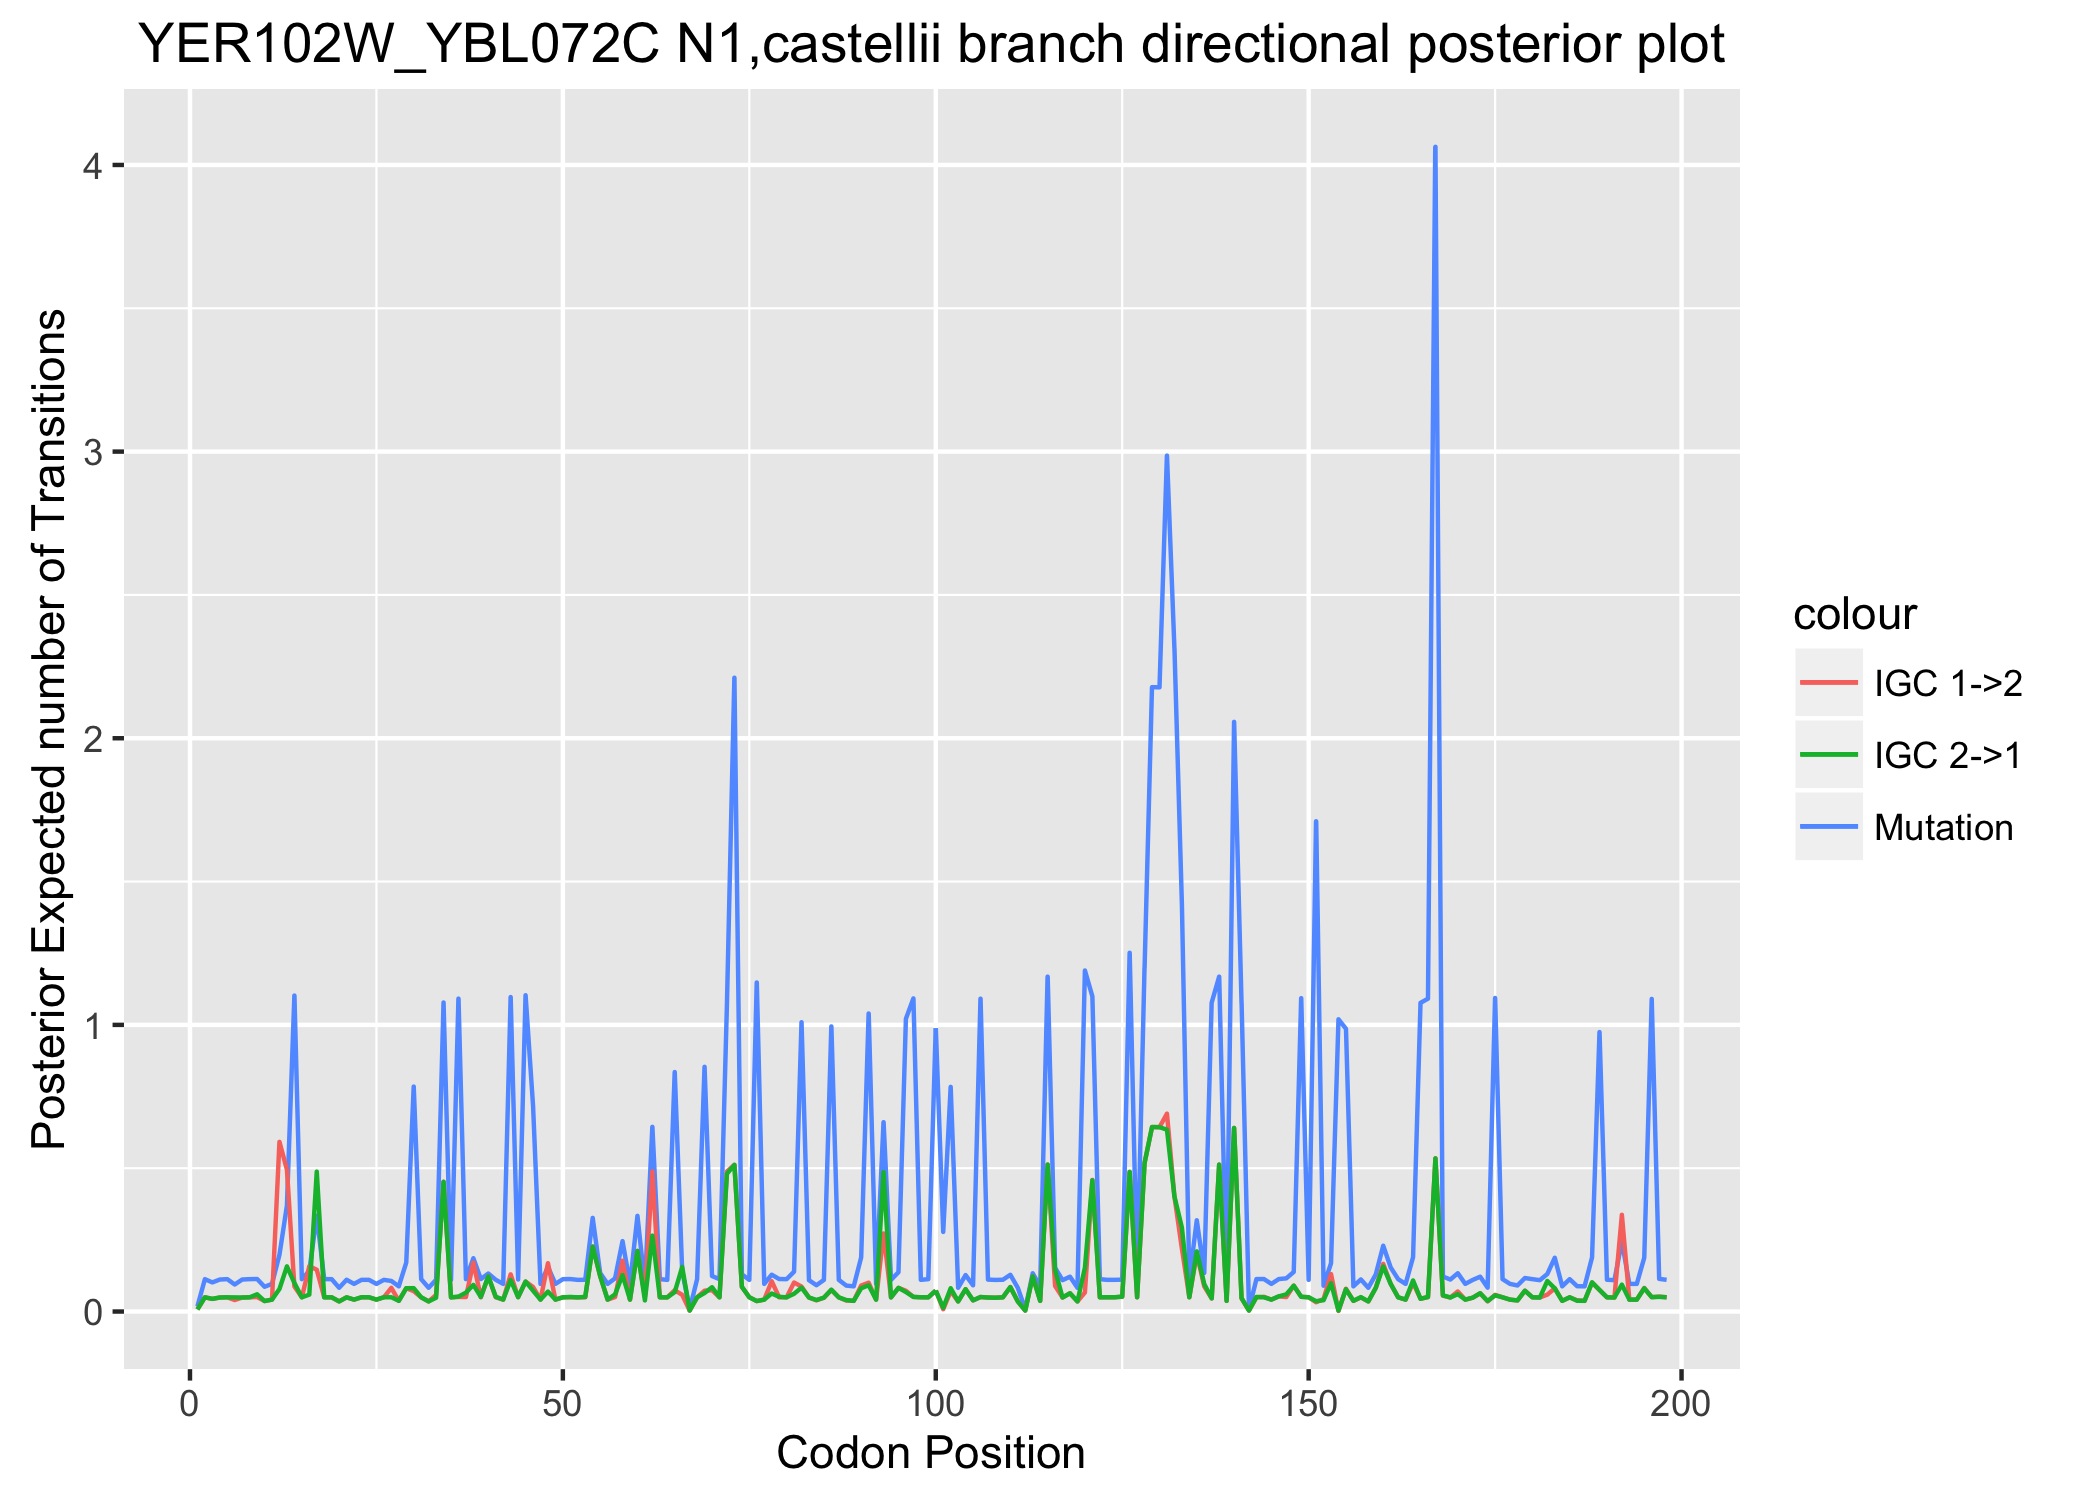 YER102W_YBL072C N1,castellii branch directional posterior plot
Posterior Expected number of Transitions
4
3
2
1
0
0 50 100 150 200
Codon Position
colour
IGC 1->2
IGC 2->1
Mutation